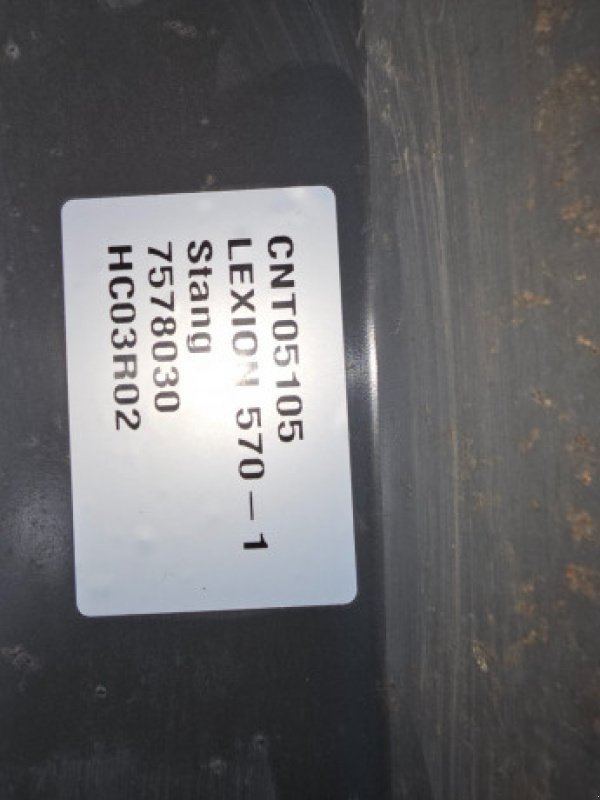 CNT05105
LEXION 570-1
Stang
7578030
HC03R02